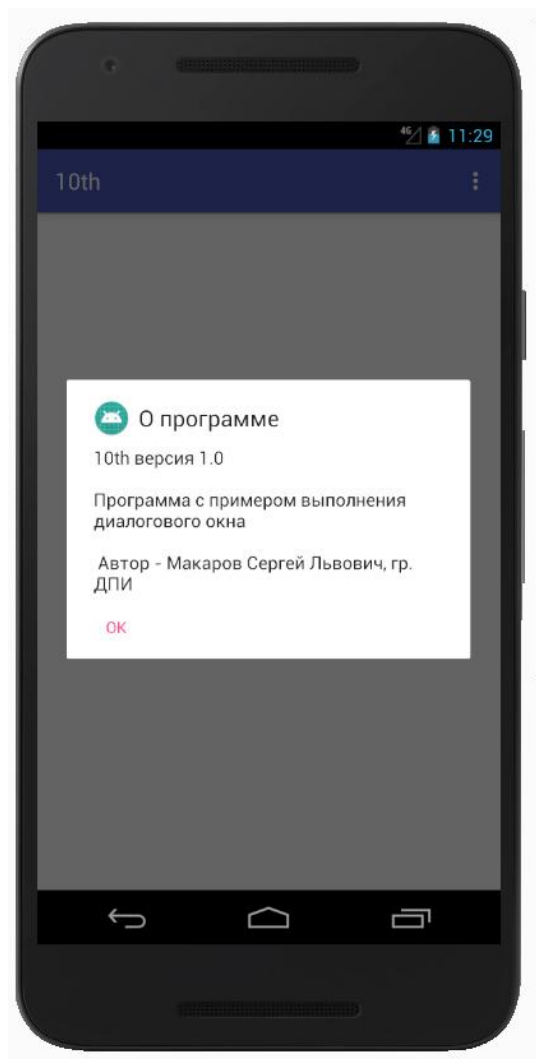 4G 11:29
10th
О программе
10th версия 1.0
Программа с примером выполнения
диалогового окна
Автор - Макаров Сергей Львович, гр.
ДПИ
OK